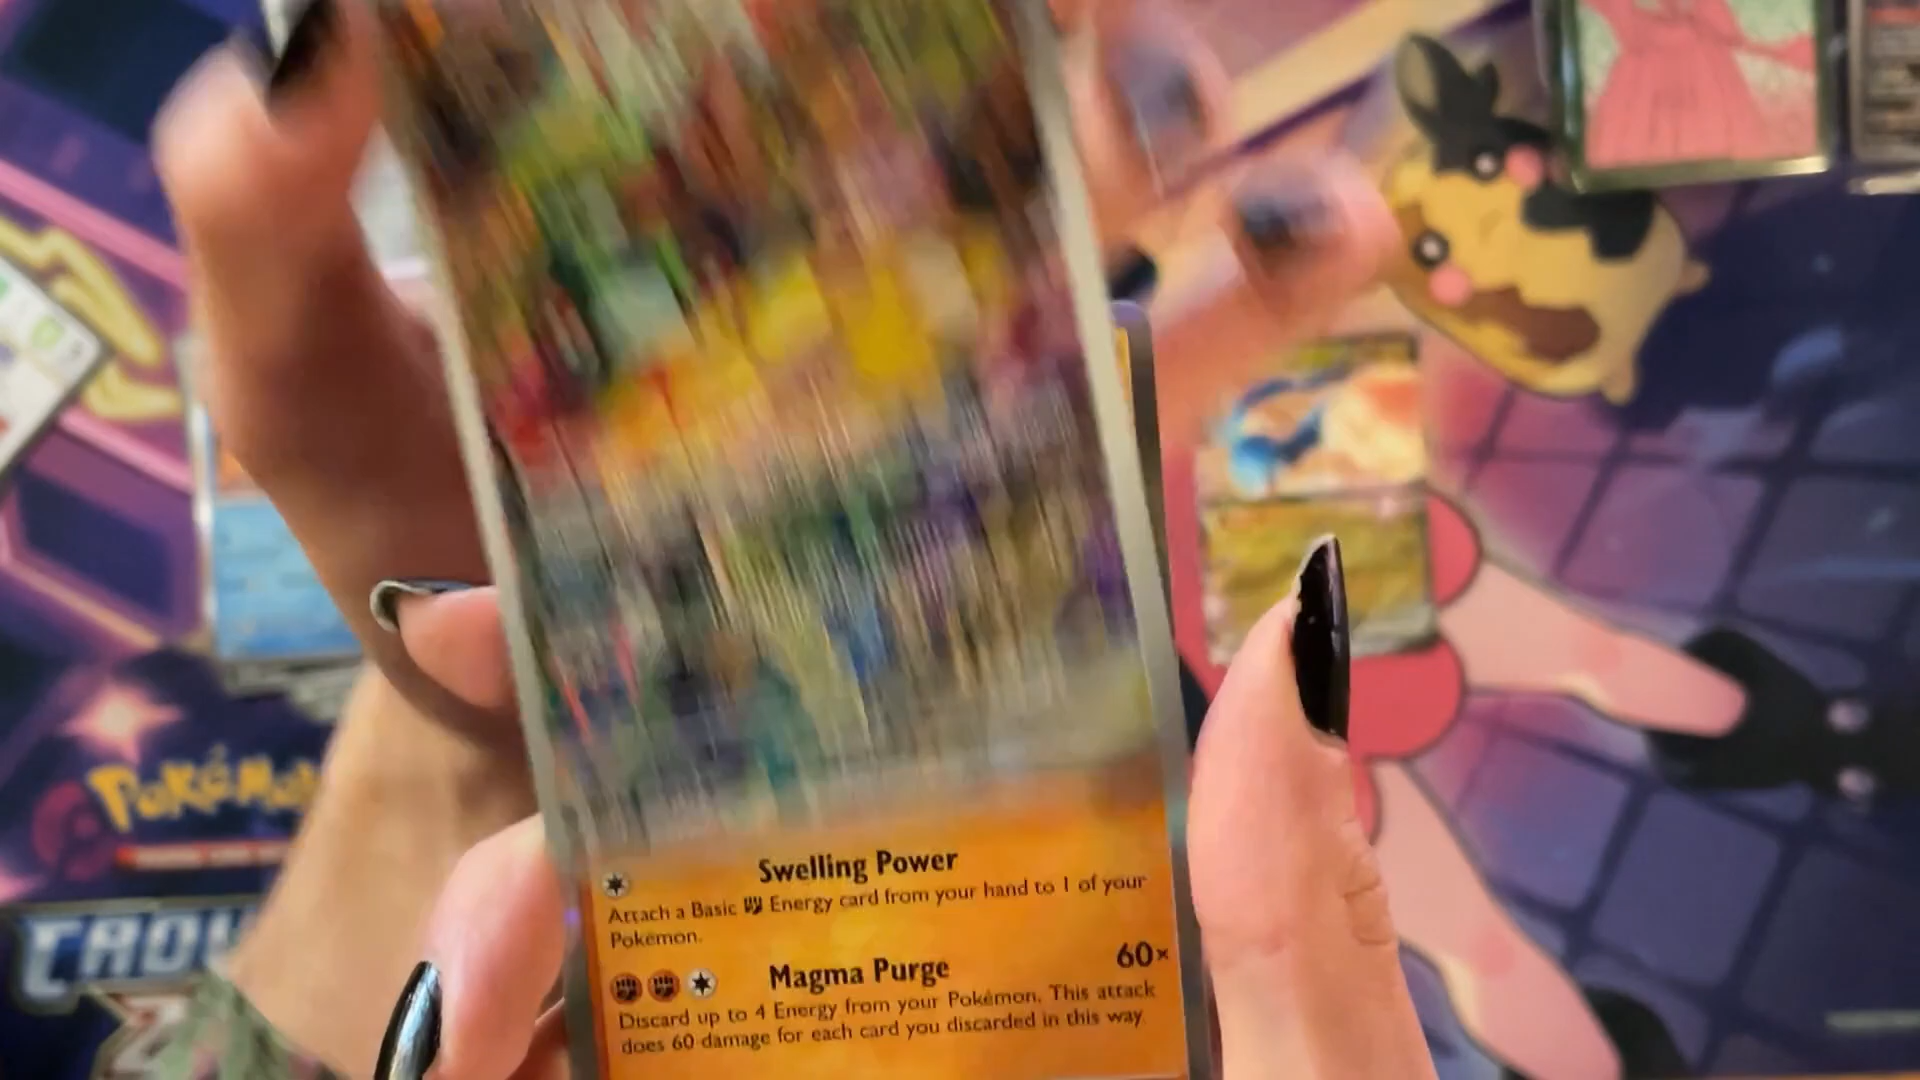 Swelling Power
Attach a Basic Energy card from your hand to 1 of your
Pokémon.
Magma Purge 60×
Discard up to 4 Energy from your Pokémon. This attack
does 60 damage for each card you discarded in this way.
POKéMO
CROW